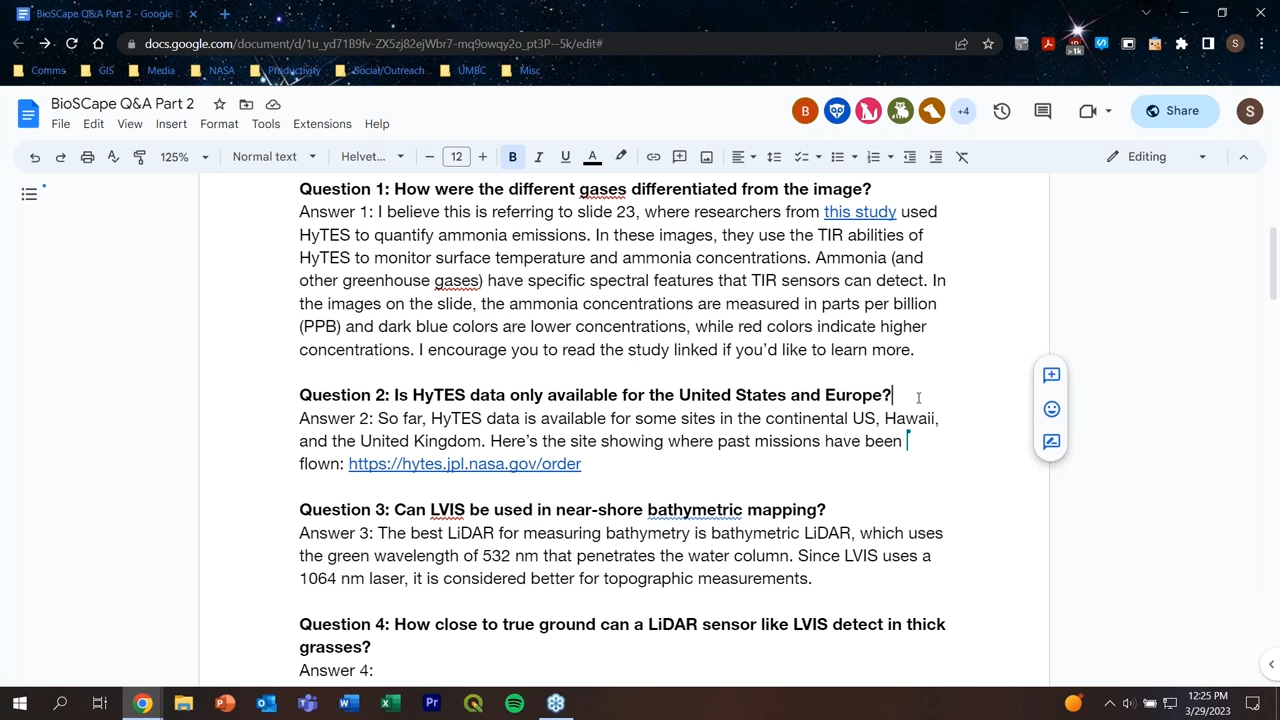 BioSCape Q&A Part 2 - Google D
docs.google.com/document/d/1u_yd71B9fv-ZX5zj82ejWbr7-mq9owqy2o_pt3P--5k/edit#
>1k
S
Comms
GIS
Media
NASA
Productivity
Social/Outreach
UMBC
Misc
BioSCape Q&A Part 2
B
+4
Share
S
File
Edit
View
Insert
Format
Tools
Extensions
Help
125%
Normal text
Helvet...
12
B
I
U
A
Editing
Question 1: How were the different gases differentiated from the image?
Answer 1: I believe this is referring to slide 23, where researchers from this study used
HyTES to quantify ammonia emissions. In these images, they use the TIR abilities of
HyTES to monitor surface temperature and ammonia concentrations. Ammonia (and
other greenhouse gases) have specific spectral features that TIR sensors can detect. In
the images on the slide, the ammonia concentrations are measured in parts per billion
(PPB) and dark blue colors are lower concentrations, while red colors indicate higher
concentrations. I encourage you to read the study linked if you'd like to learn more.
Question 2: Is HyTES data only available for the United States and Europe?
Answer 2: So far, HyTES data is available for some sites in the continental US, Hawaii,
and the United Kingdom. Here's the site showing where past missions have been
flown: https://hytes.jpl.nasa.gov/order
Question 3: Can LVIS be used in near-shore bathymetric mapping?
Answer 3: The best LiDAR for measuring bathymetry is bathymetric LiDAR, which uses
the green wavelength of 532 nm that penetrates the water column. Since LVIS uses a
1064 nm laser, it is considered better for topographic measurements.
Question 4: How close to true ground can a LiDAR sensor like LVIS detect in thick
grasses?
Answer 4:
12:25 PM
3/29/2023